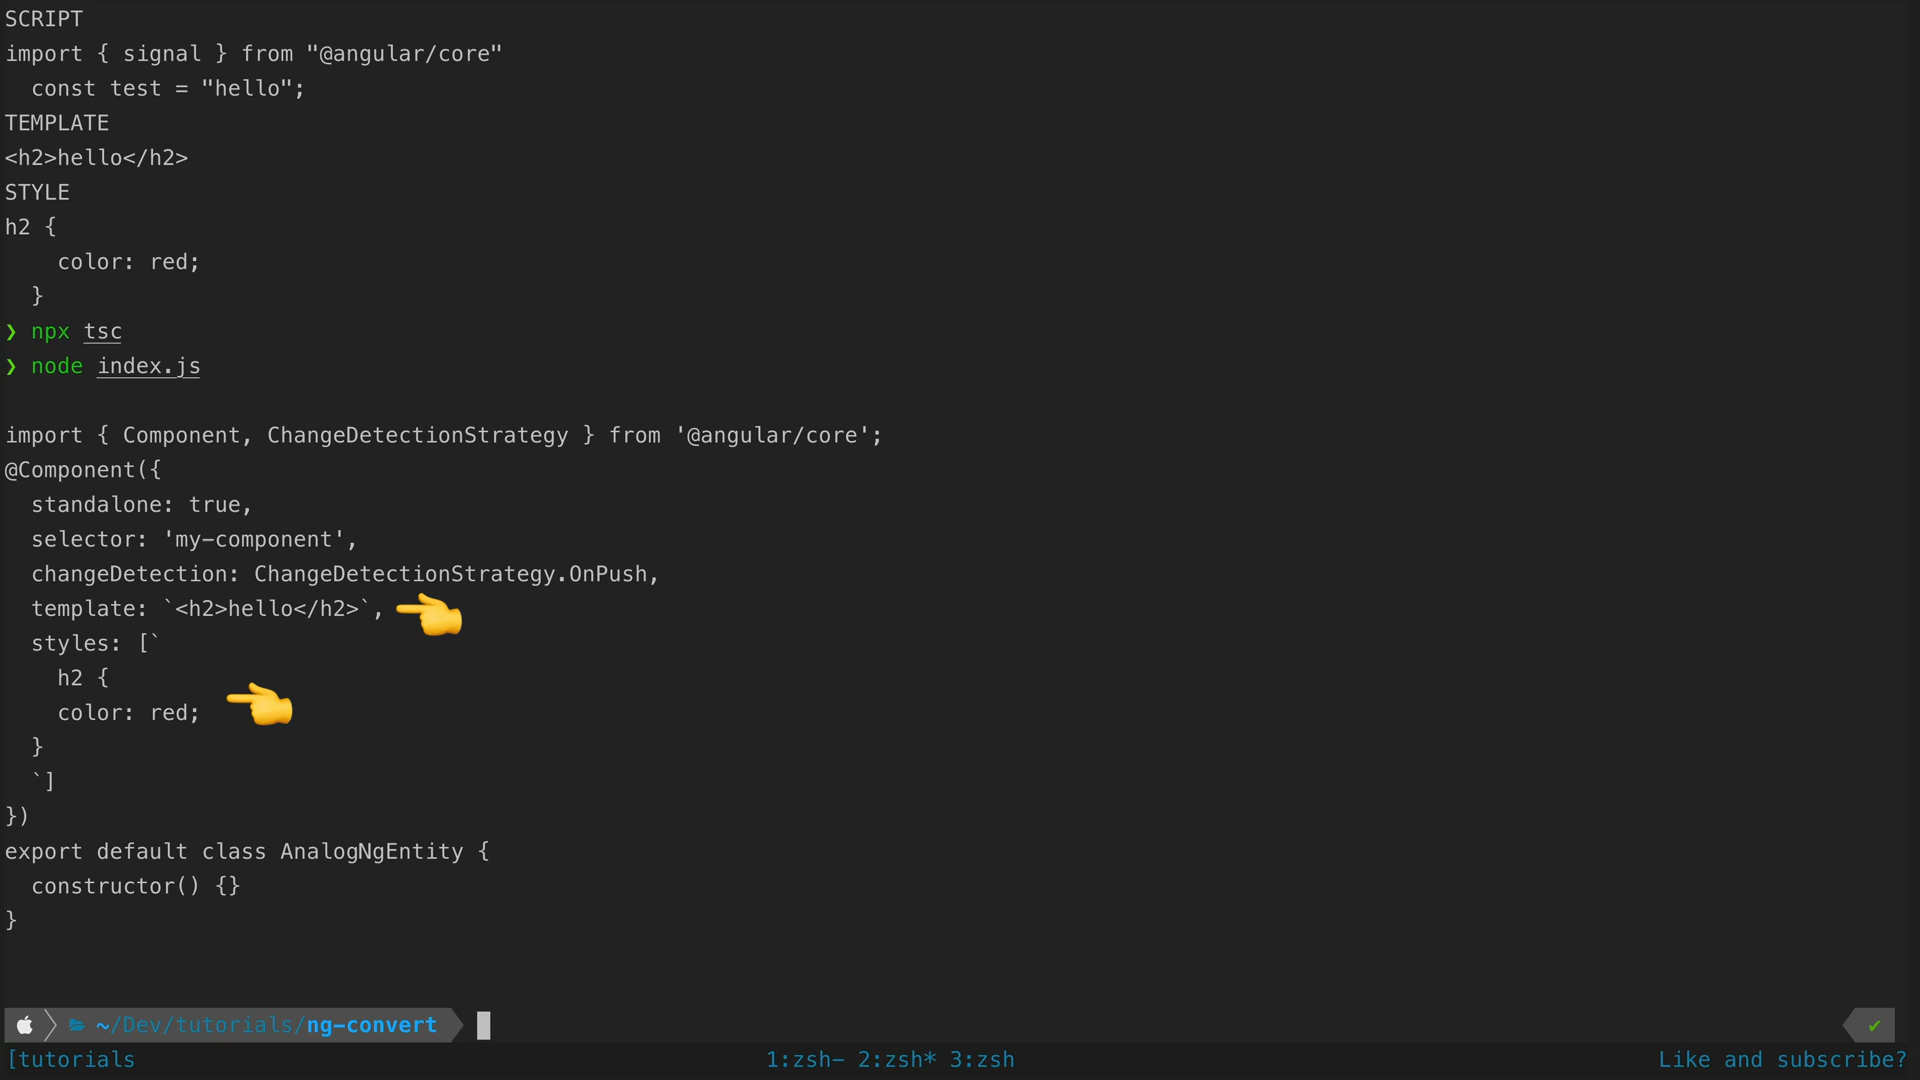 SCRIPT
import { signal } from "@angular/core"
  const test = "hello";
TEMPLATE
<h2>hello</h2>
STYLE
h2 {
    color: red;
  }
❯ npx tsc
❯ node index.js

import { Component, ChangeDetectionStrategy } from '@angular/core';
@Component({
  standalone: true,
  selector: 'my-component',
  changeDetection: ChangeDetectionStrategy.OnPush,
  template: `<h2>hello</h2>`,
  styles: [`
    h2 {
    color: red;
  }
  `]
})
export default class AnalogNgEntity {
  constructor() {}
}
~/Dev/tutorials/ng-convert
[tutorials 1:zsh- 2:zsh* 3:zsh Like and subscribe?